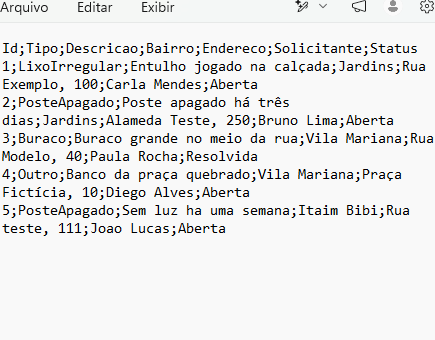 Arquivo Editar Exibir
Id;Tipo;Descricao;Bairro;Endereco;Solicitante;Status
1;LixoIrregular;Entulho jogado na calçada;Jardins;Rua
Exemplo, 100;Carla Mendes;Aberta
2;PosteApagado;Poste apagado há três
dias;Jardins;Alameda Teste, 250;Bruno Lima;Aberta
3;Buraco;Buraco grande no meio da rua;Vila Mariana;Rua
Modelo, 40;Paula Rocha;Resolvida
4;Outro;Banco da praça quebrado;Vila Mariana;Praça
Fictícia, 10;Diego Alves;Aberta
5;PosteApagado;Sem luz ha uma semana;Itaim Bibi;Rua
teste, 111;Joao Lucas;Aberta